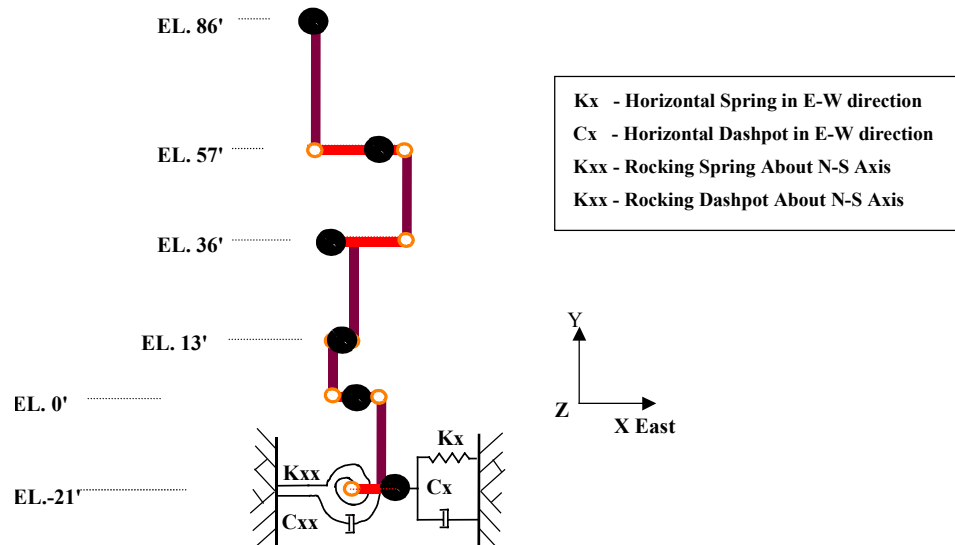 EL. 86'
EL. 57'
EL. 36'
EL. 13'
EL. 0'
EL.-21'
Kxx
Cxx
Kx
Cx
Kx - Horizontal Spring in E-W direction
Cx - Horizontal Dashpot in E-W direction
Kxx - Rocking Spring About N-S Axis
Kxx - Rocking Dashpot About N-S Axis
Y
Z
X East